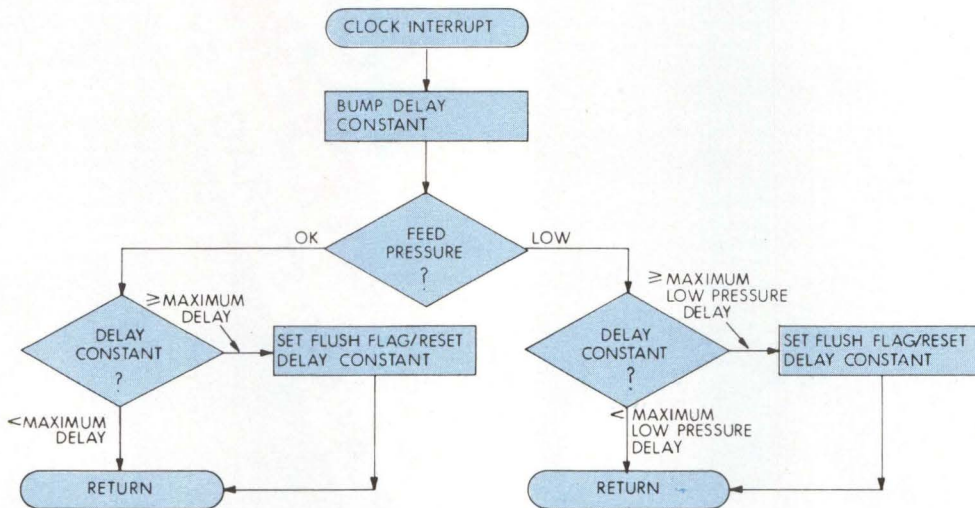 CLOCK INTERRUPT
BUMP DELAY
CONSTANT
FEED
PRESSURE
?
OK
LOW
≥MAXIMUM
DELAY
DELAY
CONSTANT
?
SET FLUSH FLAG/RESET
DELAY CONSTANT
<MAXIMUM
DELAY
RETURN
≥MAXIMUM
LOW PRESSURE
DELAY
DELAY
CONSTANT
?
SET FLUSH FLAG/RESET
DELAY CONSTANT
< MAXIMUM
LOW PRESSURE
DELAY
RETURN